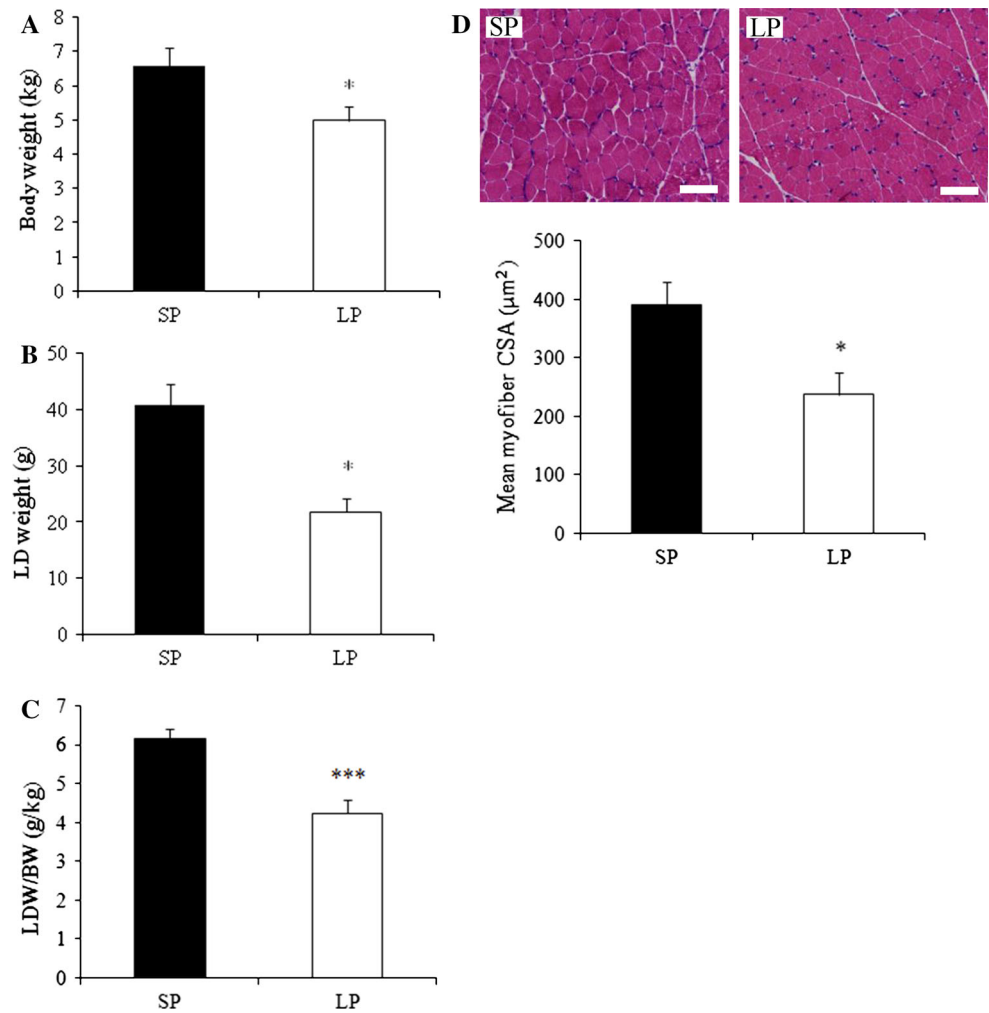 A
Body weight (kg)
8
7
6
5
4
3
2
1
0
*
SP
LP
B
LD weight (g)
50
40
30
20
10
0
*
SP
LP
C
LDW/BW (g/kg)
7
6
5
4
3
2
1
0
***
SP
LP
D
SP
LP
Mean myofiber CSA (μm²)
500
400
300
200
100
0
*
SP
LP